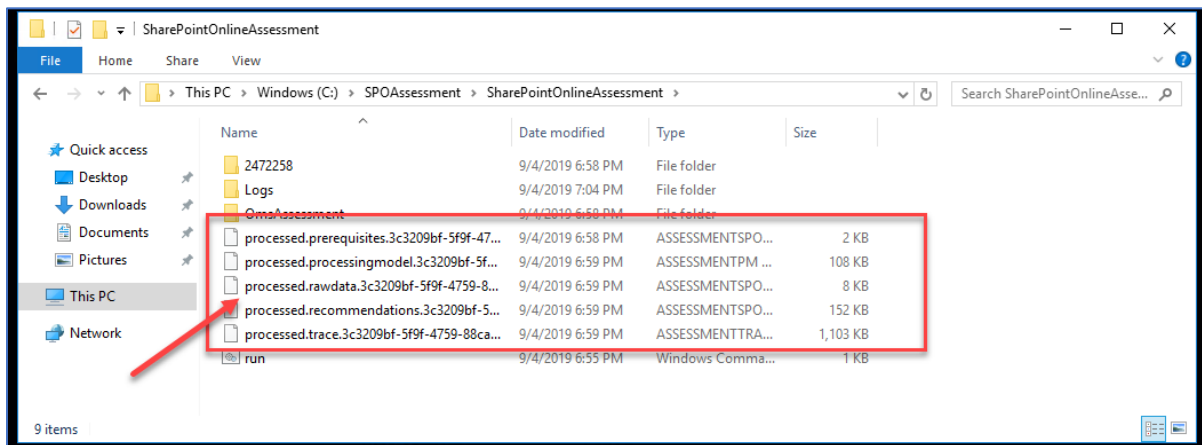 SharePointOnlineAssessment
File Home Share View
This PC > Windows (C:) > SPOAssessment > SharePointOnlineAssessment > Search SharePointOnlineAsse...
Name Date modified Type Size
Quick access
2472258 9/4/2019 6:58 PM File folder
Desktop
Logs 9/4/2019 7:04 PM File folder
Downloads
OmsAssessment 9/4/2019 6:58 PM File folder
Documents
processed.prerequisites.3c3209bf-5f9f-47... 9/4/2019 6:58 PM ASSESSMENTSPO... 2 KB
Pictures
processed.processingmodel.3c3209bf-5f... 9/4/2019 6:59 PM ASSESSMENTPM ... 108 KB
processed.rawdata.3c3209bf-5f9f-4759-8... 9/4/2019 6:59 PM ASSESSMENTSPO... 8 KB
This PC
processed.recommendations.3c3209bf-5... 9/4/2019 6:59 PM ASSESSMENTSPO... 152 KB
Network
processed.trace.3c3209bf-5f9f-4759-88ca... 9/4/2019 6:59 PM ASSESSMENTTRA... 1,103 KB
run 9/4/2019 6:55 PM Windows Comma... 1 KB
9 items